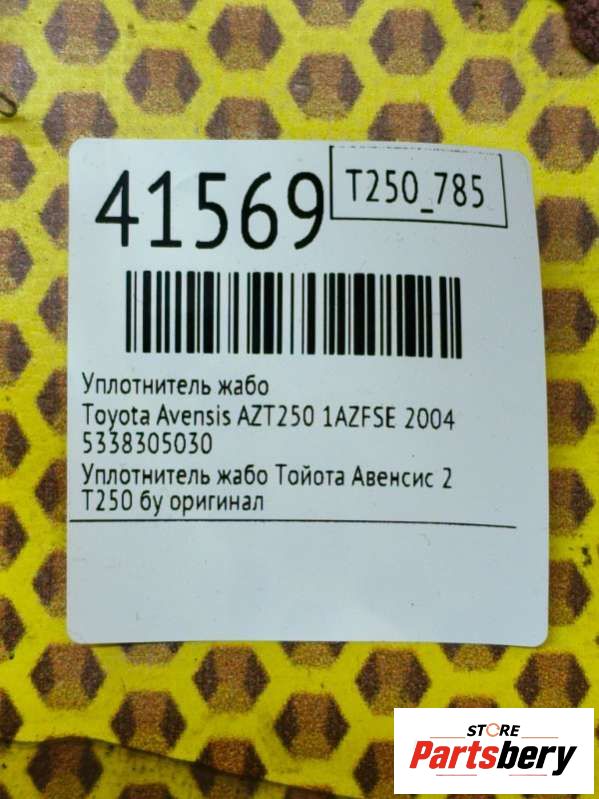 41569
T250_785
Уплотнитель жабо
Toyota Avensis AZT250 1AZFSE 2004
5338305030
Уплотнитель жабо Тойота Авенсис 2
Т250 бу оригинал
STORE
Partsbery